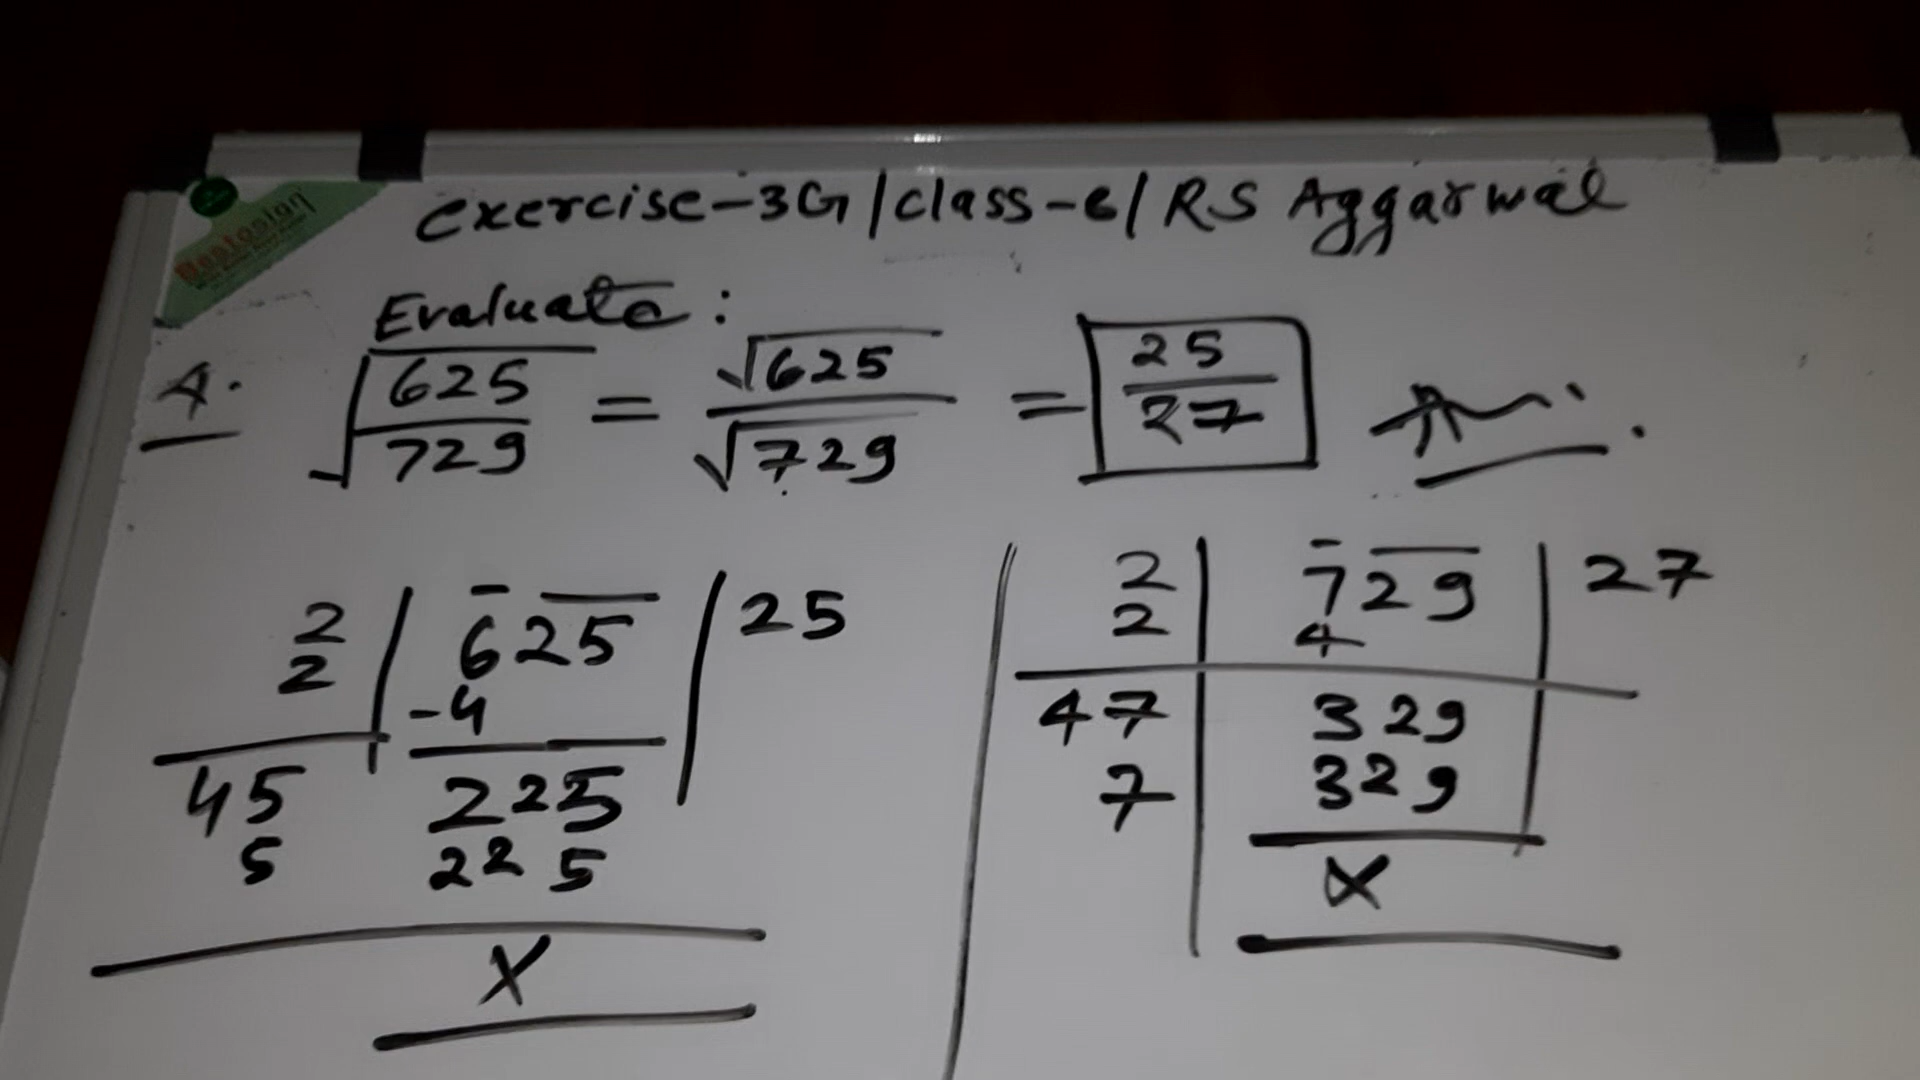 exercise-3G/class-8/RS Aggarwal
Evaluate:
4. √(625/729) = √625/√729 = 25/27 Ans.
2 | 625 | 25
2 | -4
45 | 225
5 | 225
X
2 | 729 | 27
2 | 4
47 | 329
7 | 329
X